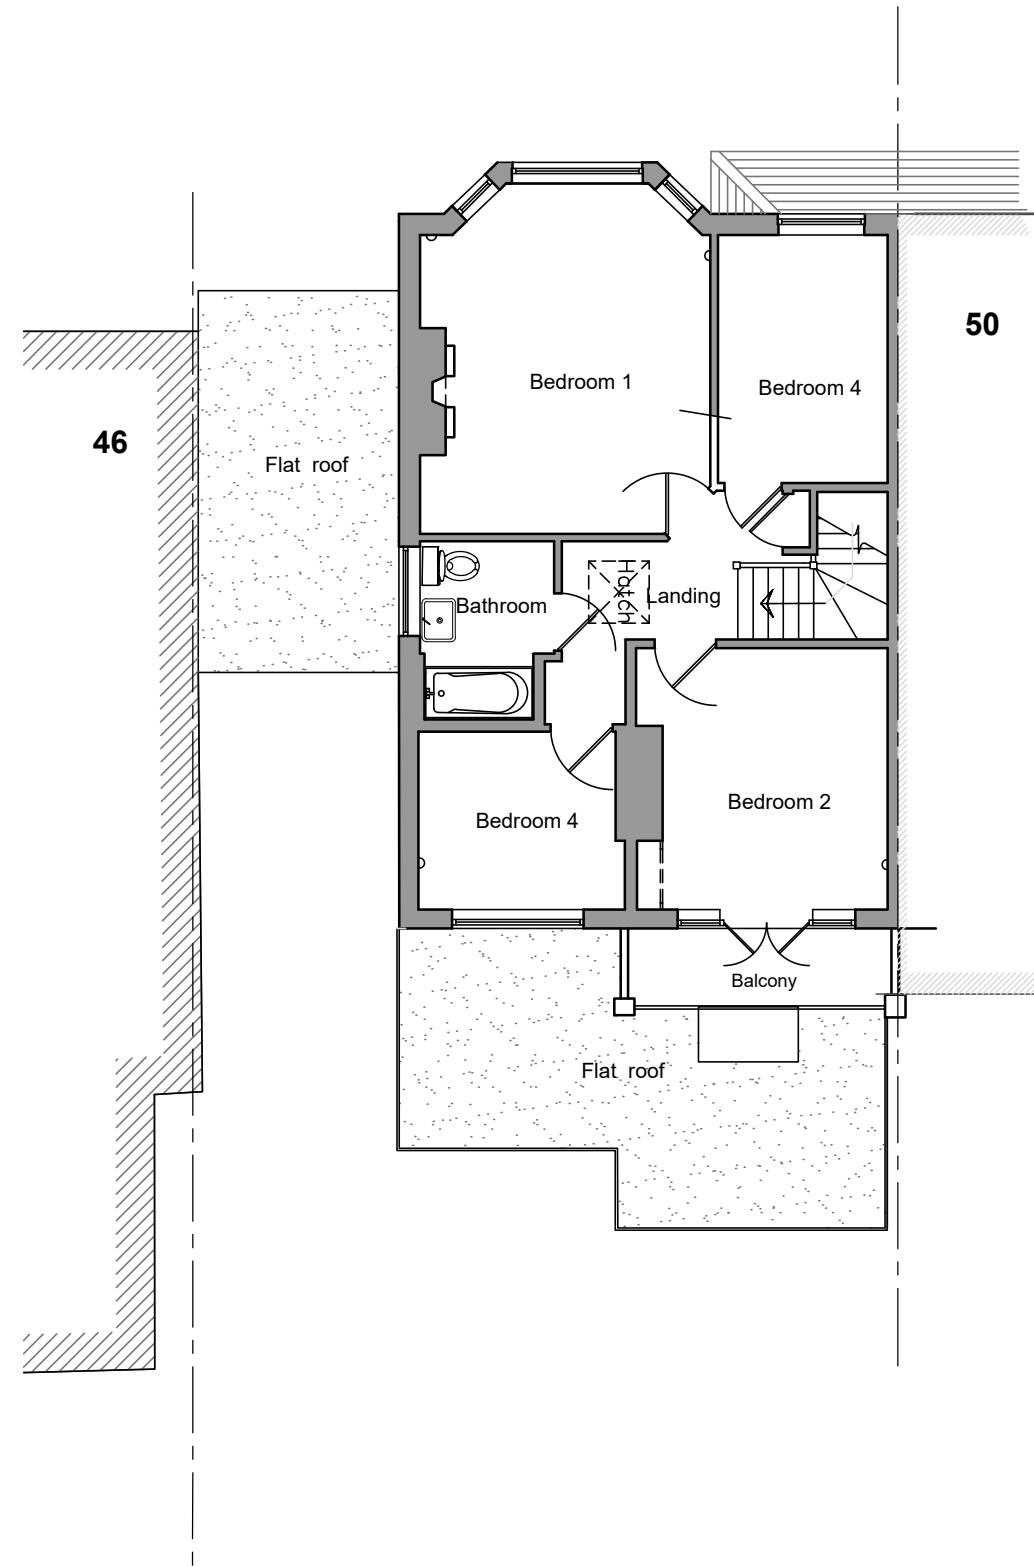 50
Bedroom 1
Bedroom 4
46
Flat roof
Hatch
Landing
Bathroom
Bedroom 2
Bedroom 4
Balcony
Flat roof